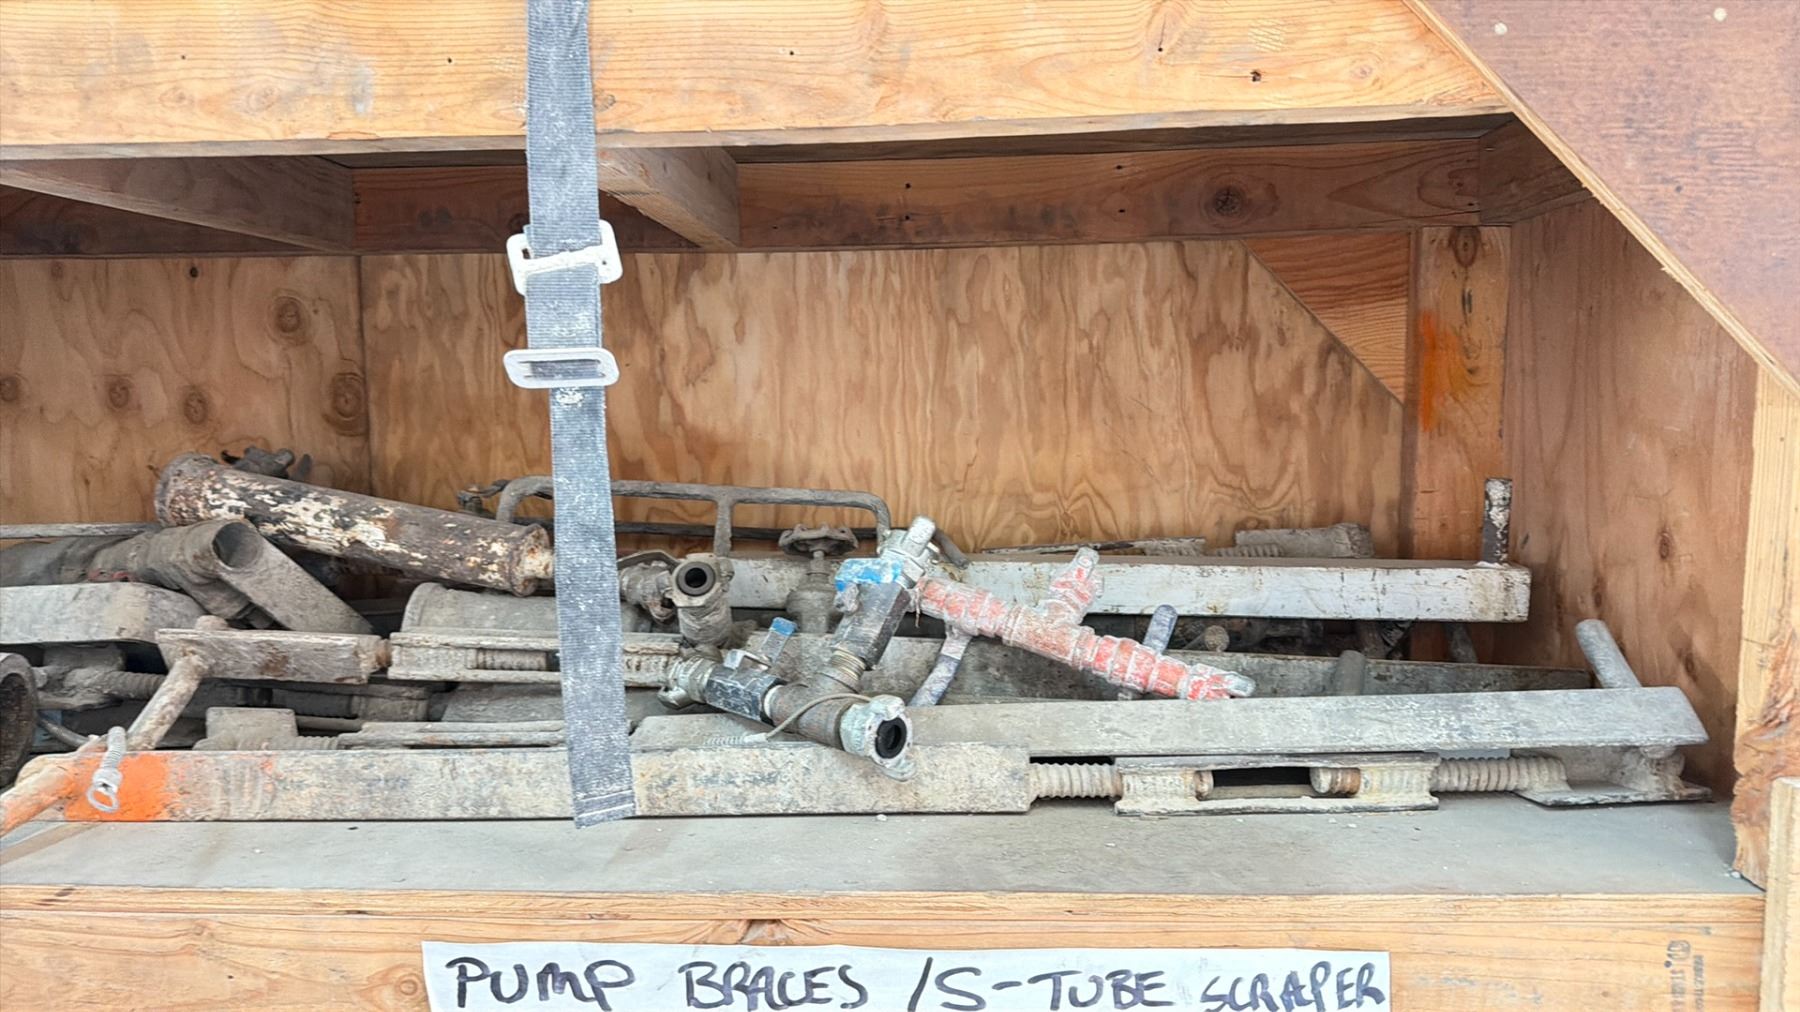 PUMP BRACES /S-TUBE SCRAPER